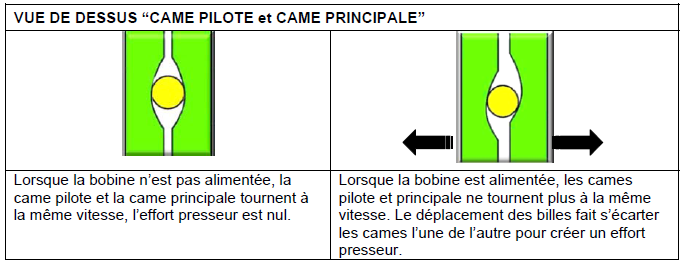 VUE DE DESSUS “CAME PILOTE et CAME PRINCIPALE”
Lorsque la bobine n’est pas alimentée, la
came pilote et la came principale tournent à
la même vitesse, l’effort presseur est nul.
Lorsque la bobine est alimentée, les cames
pilote et principale ne tournent plus à la même
vitesse. Le déplacement des billes fait s’écarter
les cames l’une de l’autre pour créer un effort
presseur.